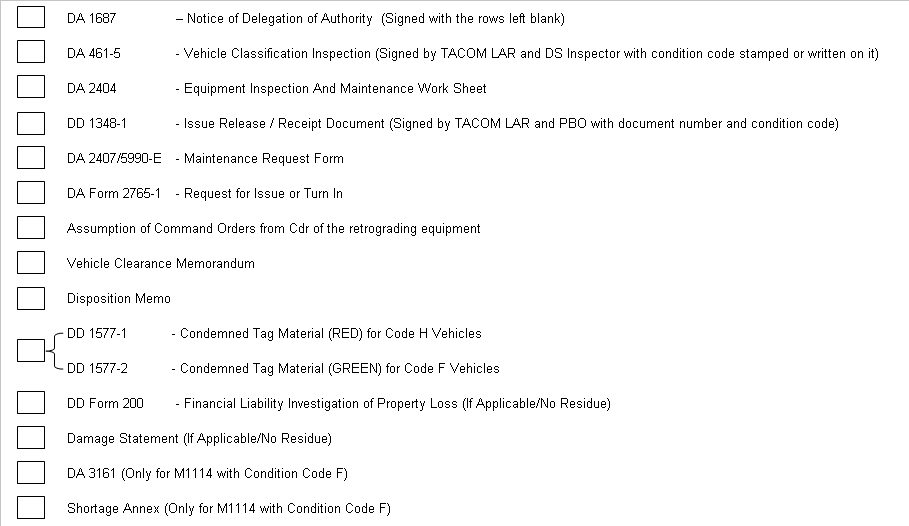 DA 1687 – Notice of Delegation of Authority (Signed with the rows left blank)
DA 461-5 - Vehicle Classification Inspection (Signed by TACOM LAR and DS Inspector with condition code stamped or written on it)
DA 2404 - Equipment Inspection And Maintenance Work Sheet
DD 1348-1 - Issue Release / Receipt Document (Signed by TACOM LAR and PBO with document number and condition code)
DA 2407/5990-E - Maintenance Request Form
DA Form 2765-1 - Request for Issue or Turn In
Assumption of Command Orders from Cdr of the retrograding equipment
Vehicle Clearance Memorandum
Disposition Memo
DD 1577-1 - Condemned Tag Material (RED) for Code H Vehicles
DD 1577-2 - Condemned Tag Material (GREEN) for Code F Vehicles
DD Form 200 - Financial Liability Investigation of Property Loss (If Applicable/No Residue)
Damage Statement (If Applicable/No Residue)
DA 3161 (Only for M1114 with Condition Code F)
Shortage Annex (Only for M1114 with Condition Code F)